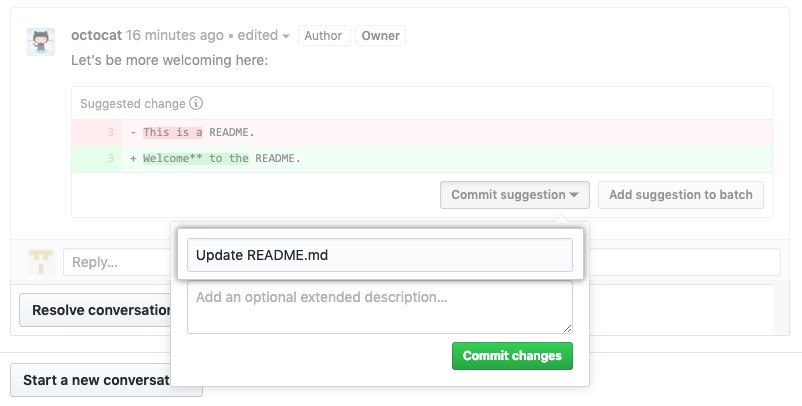 octocat 16 minutes ago • edited Author Owner
Let's be more welcoming here:
Suggested change
3 - This is a README.
3 + Welcome** to the README.
Commit suggestion Add suggestion to batch
Update README.md
Reply...
Add an optional extended description...
Resolve conversation
Commit changes
Start a new conversat